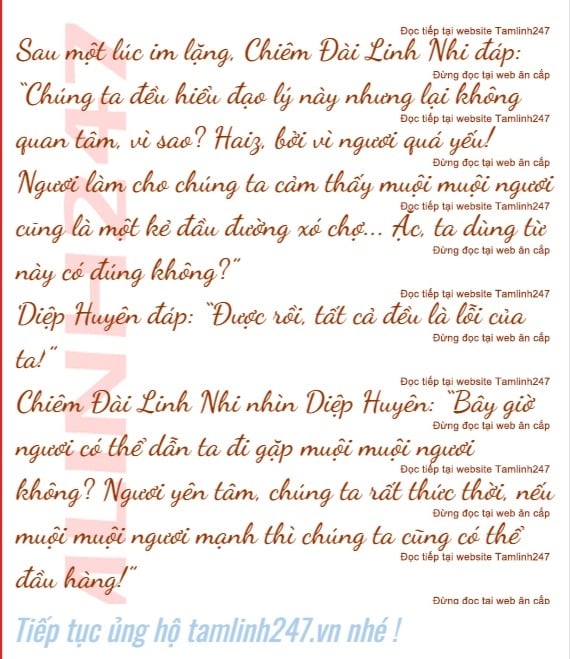 Đọc tiếp tại website Tamlinh247
Sau một lúc im lặng, Chiêm Đài Linh Nhi đáp:
Đừng đọc tại web ăn cắp
“Chúng ta đều hiểu đạo lý này nhưng lại không
Đọc tiếp tại website Tamlinh247
quan tâm, vì sao? Haiz, bởi vì ngươi quá yếu!
Đừng đọc tại web ăn cắp
Ngươi làm cho chúng ta cảm thấy muội muội ngươi
Đọc tiếp tại website Tamlinh247
cũng là một kẻ đầu đường xó chợ... Ặc, ta dùng từ
Đừng đọc tại web ăn cắp
này có đúng không?”
Đọc tiếp tại website Tamlinh247
Diệp Huyên đáp: “Được rồi, tất cả đều là lỗi của
Đừng đọc tại web ăn cắp
ta!”
Đọc tiếp tại website Tamlinh247
Chiêm Đài Linh Nhi nhìn Diệp Huyên: “Bây giờ
Đừng đọc tại web ăn cắp
ngươi có thể dẫn ta đi gặp muội muội ngươi
Đọc tiếp tại website Tamlinh247
không? Ngươi yên tâm, chúng ta rất thức thời, nếu
Đừng đọc tại web ăn cắp
muội muội ngươi mạnh thì chúng ta cũng có thể
Đọc tiếp tại website Tamlinh247
đầu hàng!”
Đừng đọc tại web ăn cắp
ALINH247
Tiếp tục ủng hộ tamlinh247.vn nhé !